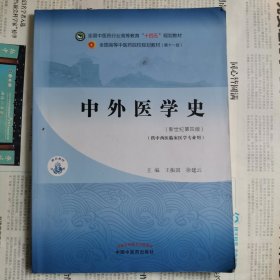 全国中医药行业高等教育“十四五”规划教材
全国高等中医药院校规划教材（第十一版）
中外医学史
（新世纪第四版）
（供中西医临床医学专业用）
主编 王振国 徐建云
中国中医药出版社